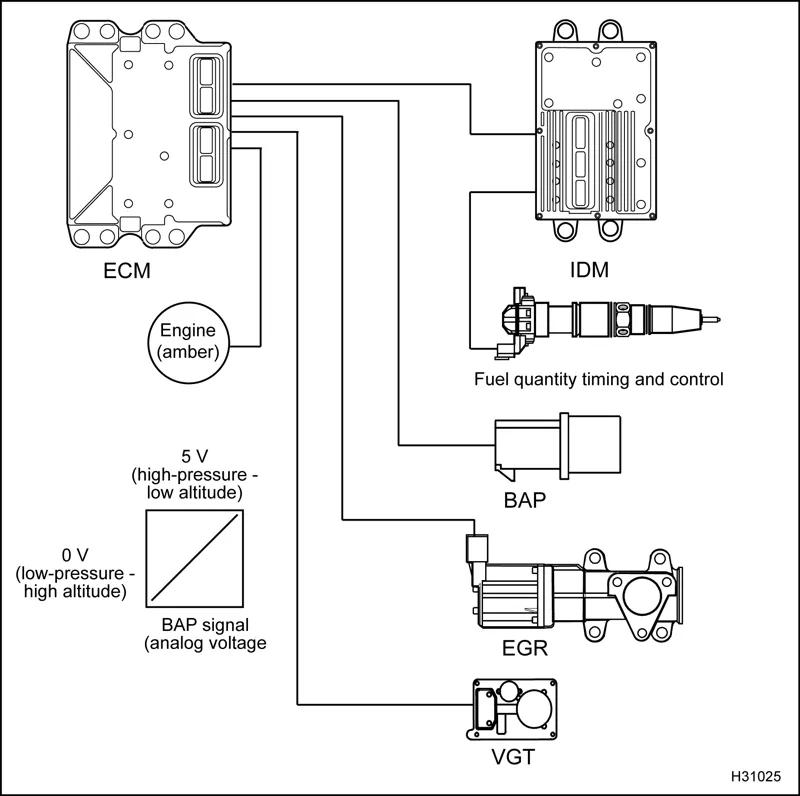 ECM
IDM
Engine
(amber)
Fuel quantity timing and control
5 V
(high-pressure -
low altitude)
BAP
0 V
(low-pressure -
high altitude)
BAP signal
(analog voltage
EGR
VGT
H31025